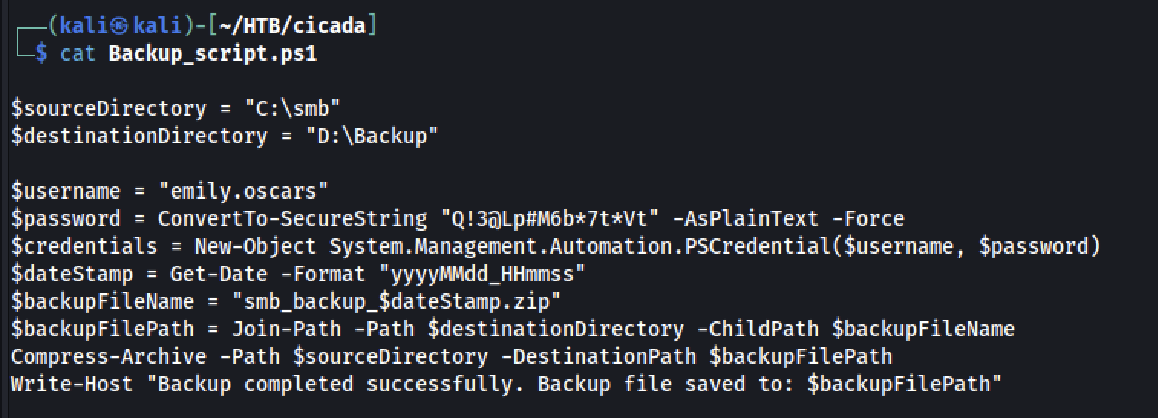 ┌──(kali㉿kali)-[~/HTB/cicada]
└─$ cat Backup_script.ps1
$sourceDirectory = "C:\smb"
$destinationDirectory = "D:\Backup"
$username = "emily.oscars"
$password = ConvertTo-SecureString "Q!3@Lp#M6b*7t*Vt" -AsPlainText -Force
$credentials = New-Object System.Management.Automation.PSCredential($username, $password)
$dateStamp = Get-Date -Format "yyyyMMdd_HHmmss"
$backupFileName = "smb_backup_$dateStamp.zip"
$backupFilePath = Join-Path -Path $destinationDirectory -ChildPath $backupFileName
Compress-Archive -Path $sourceDirectory -DestinationPath $backupFilePath
Write-Host "Backup completed successfully. Backup file saved to: $backupFilePath"